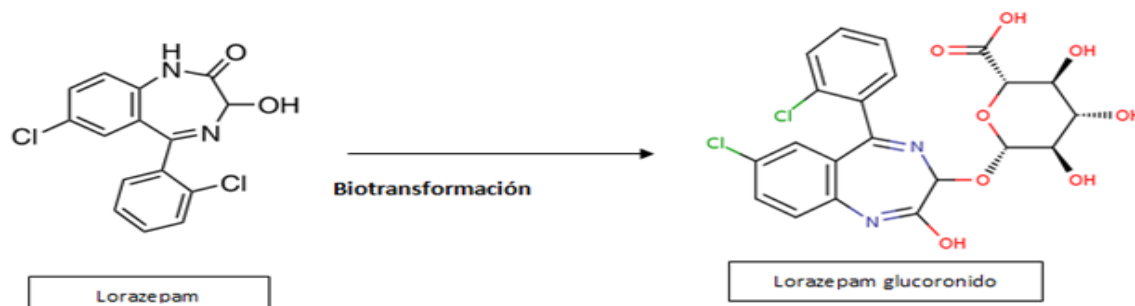 H
N
O
OH
N
Cl
Cl
Biotransformación
Lorazepam
OH
O
OH
Cl
O
OH
Cl
N
O
OH
N
OH
Lorazepam glucoronido